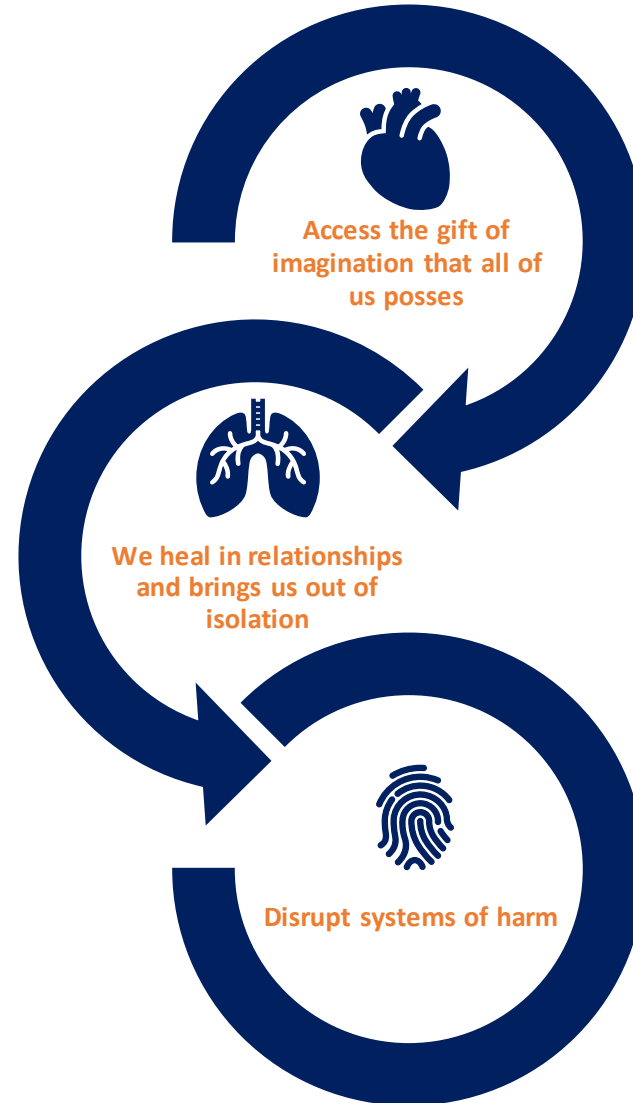 Access the gift of
imagination that all of
us posses
We heal in relationships
and brings us out of
isolation
Disrupt systems of harm